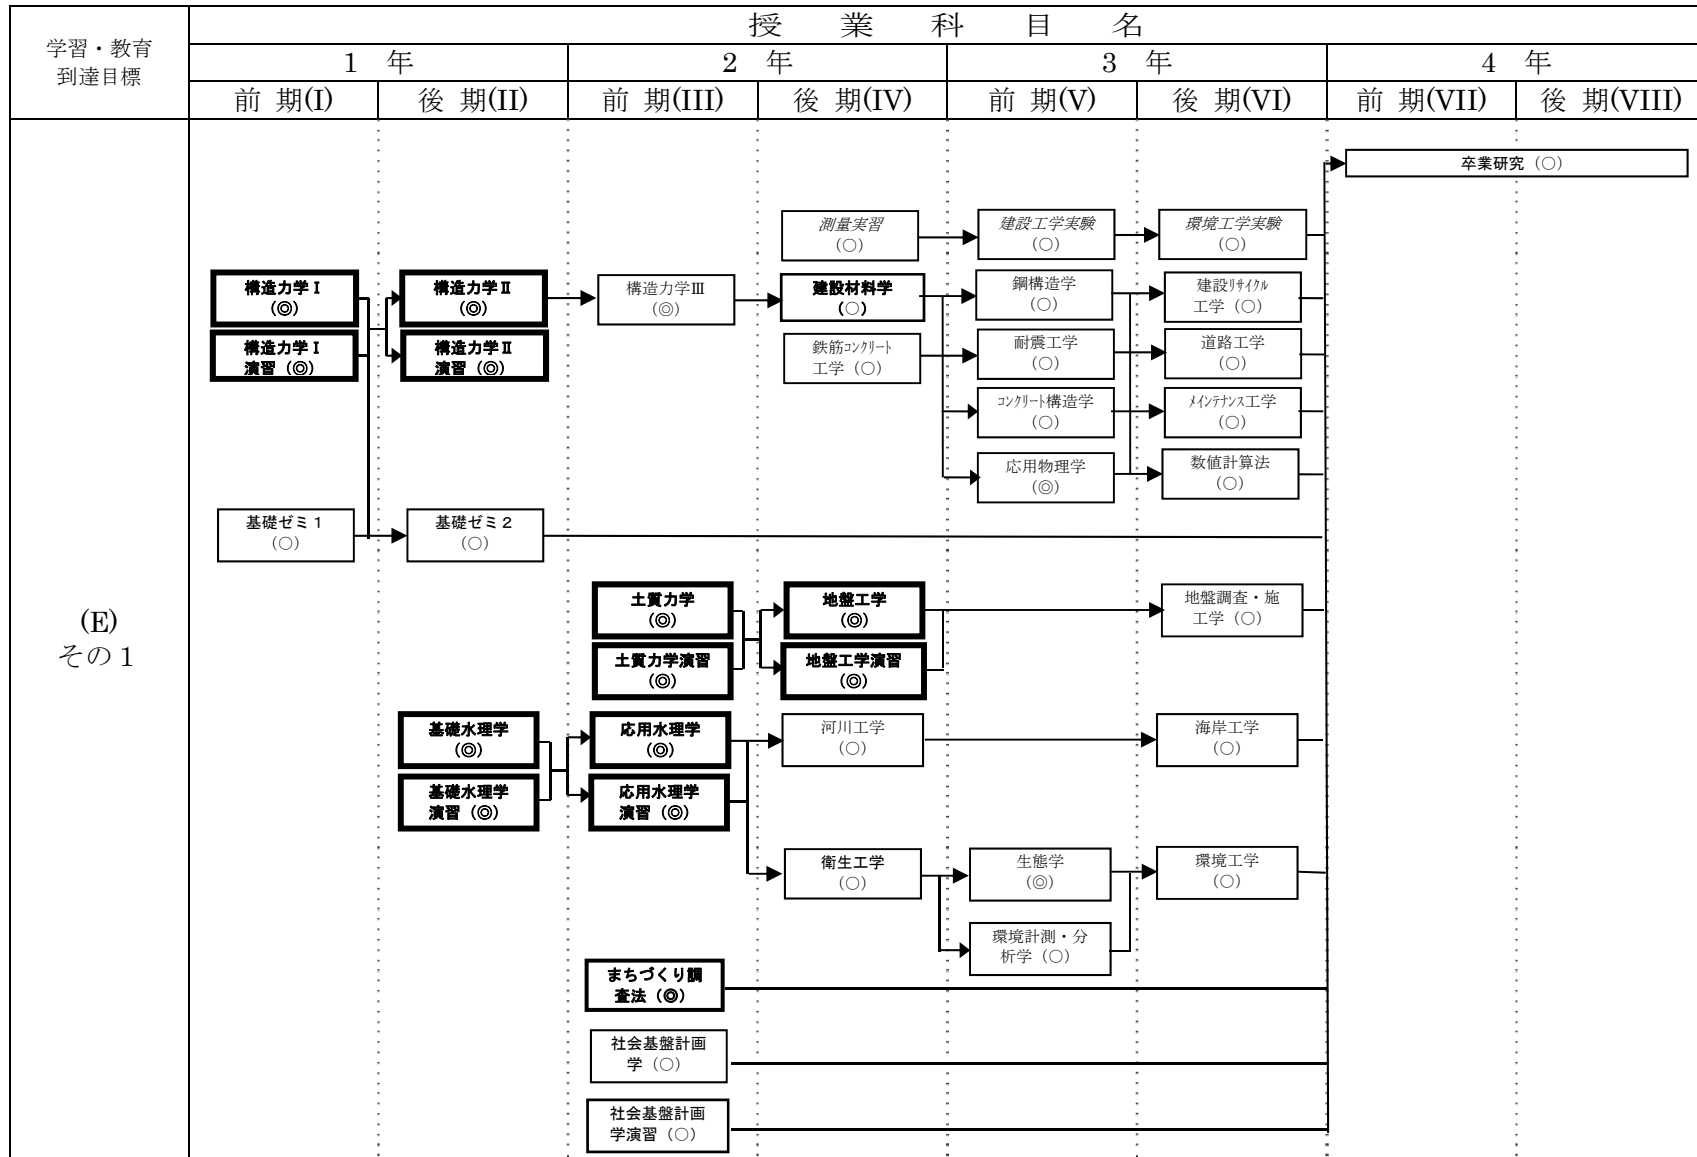 授 業 科 目 名
学習・教育
到達目標
1 年
2 年
3 年
4 年
前 期(I)
後 期(II)
前 期(III)
後 期(IV)
前 期(V)
後 期(VI)
前 期(VII)
後 期(VIII)
(E)
その１
卒業研究（○）
測量実習
（○）
建設工学実験
（○）
環境工学実験
（○）
構造力学Ⅰ
（◎）
構造力学Ⅱ
（◎）
構造力学Ⅲ
（◎）
建設材料学
（○）
鋼構造学
（○）
建設ﾘｻｲｸﾙ
工学（○）
構造力学Ⅰ
演習（◎）
構造力学Ⅱ
演習（◎）
鉄筋ｺﾝｸﾘｰﾄ
工学（○）
耐震工学
（○）
道路工学
（○）
ｺﾝｸﾘｰﾄ構造学
（○）
ﾒｲﾝﾃﾅﾝｽ工学
（○）
応用物理学
（◎）
数値計算法
（○）
基礎ゼミ１
（○）
基礎ゼミ２
（○）
土質力学
（◎）
地盤工学
（◎）
地盤調査・施
工学（○）
土質力学演習
（◎）
地盤工学演習
（◎）
基礎水理学
（◎）
応用水理学
（◎）
河川工学
（○）
海岸工学
（○）
基礎水理学
演習（◎）
応用水理学
演習（◎）
衛生工学
（○）
生態学
（◎）
環境工学
（○）
環境計測・分
析学（○）
まちづくり調
査法（◎）
社会基盤計画
学（○）
社会基盤計画
学演習（○）